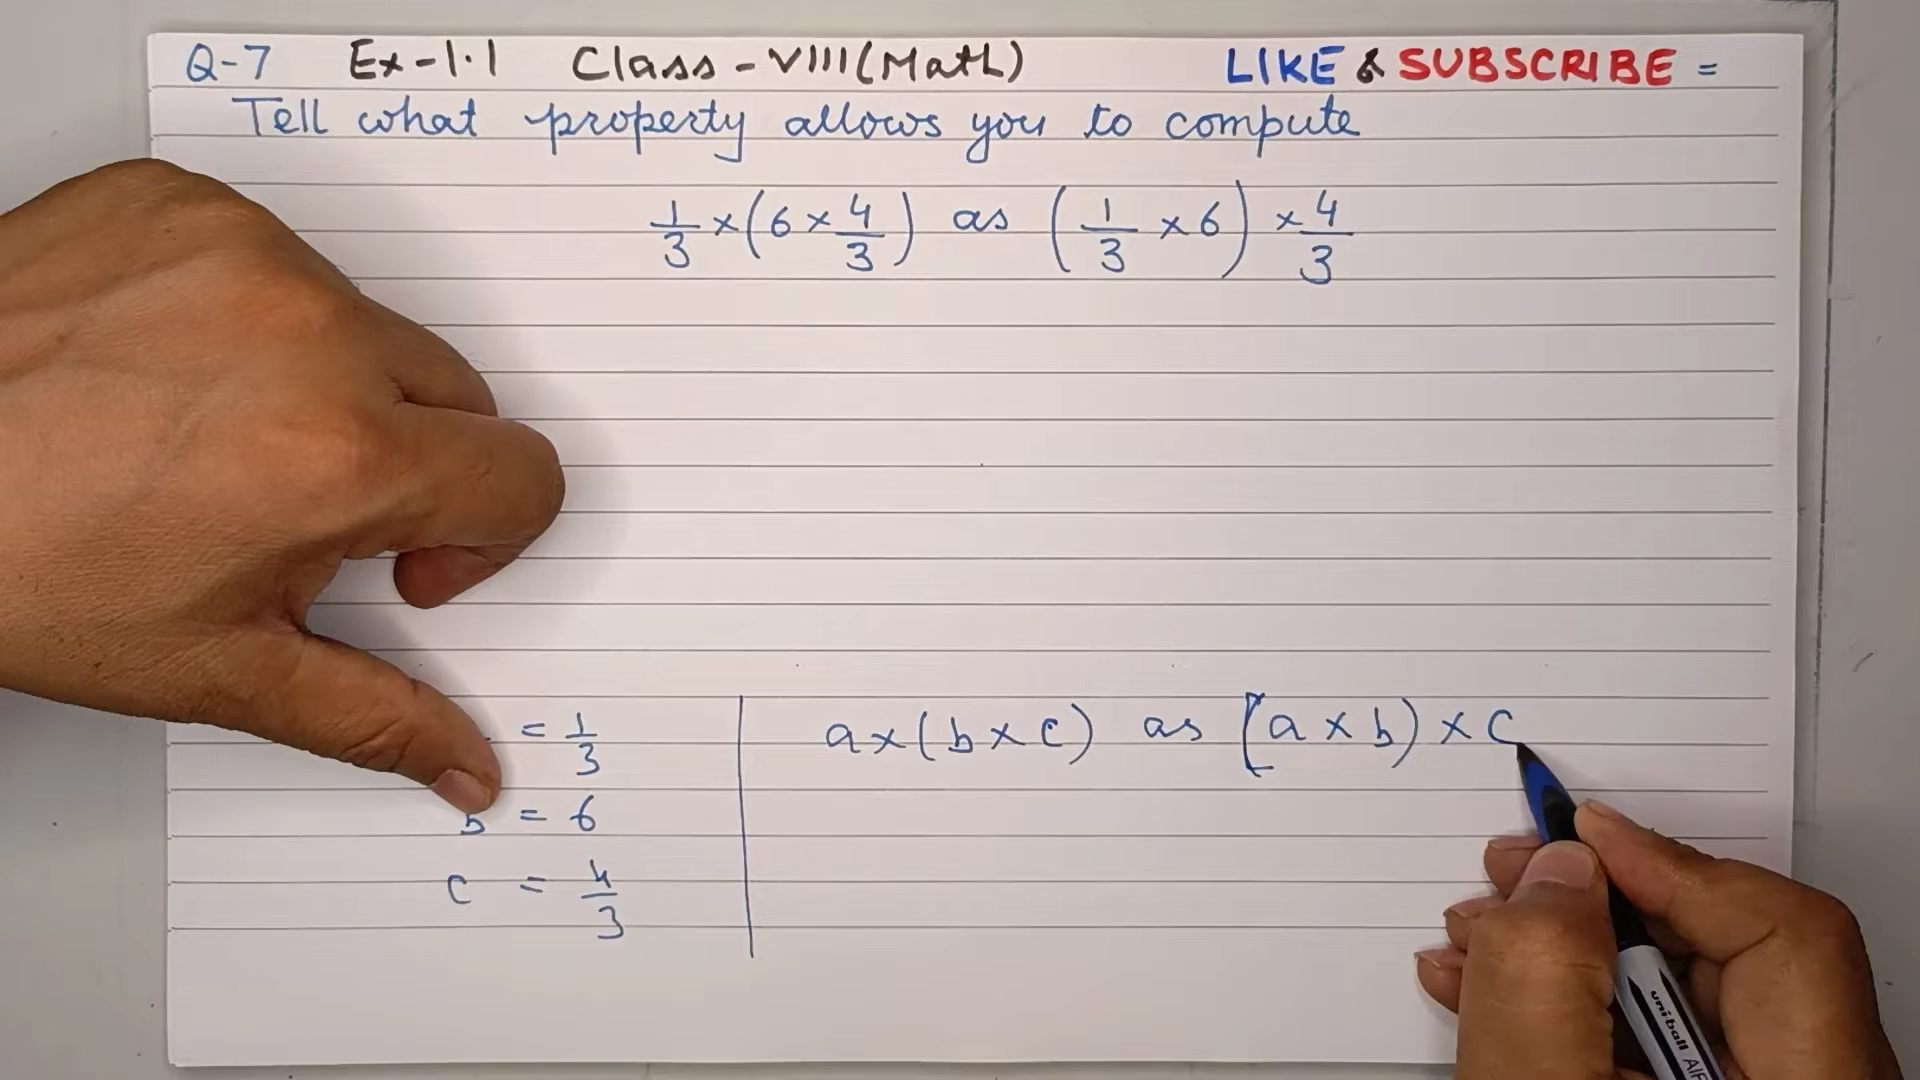 Q-7 Ex-1.1 Class-VIII(Math) LIKE & SUBSCRIBE =
Tell what property allows you to compute
1/3 × (6 × 4/3) as (1/3 × 6) × 4/3
= 1/3
a × (b × c) as (a × b) × c
b = 6
c = 4/3
uniball AIR